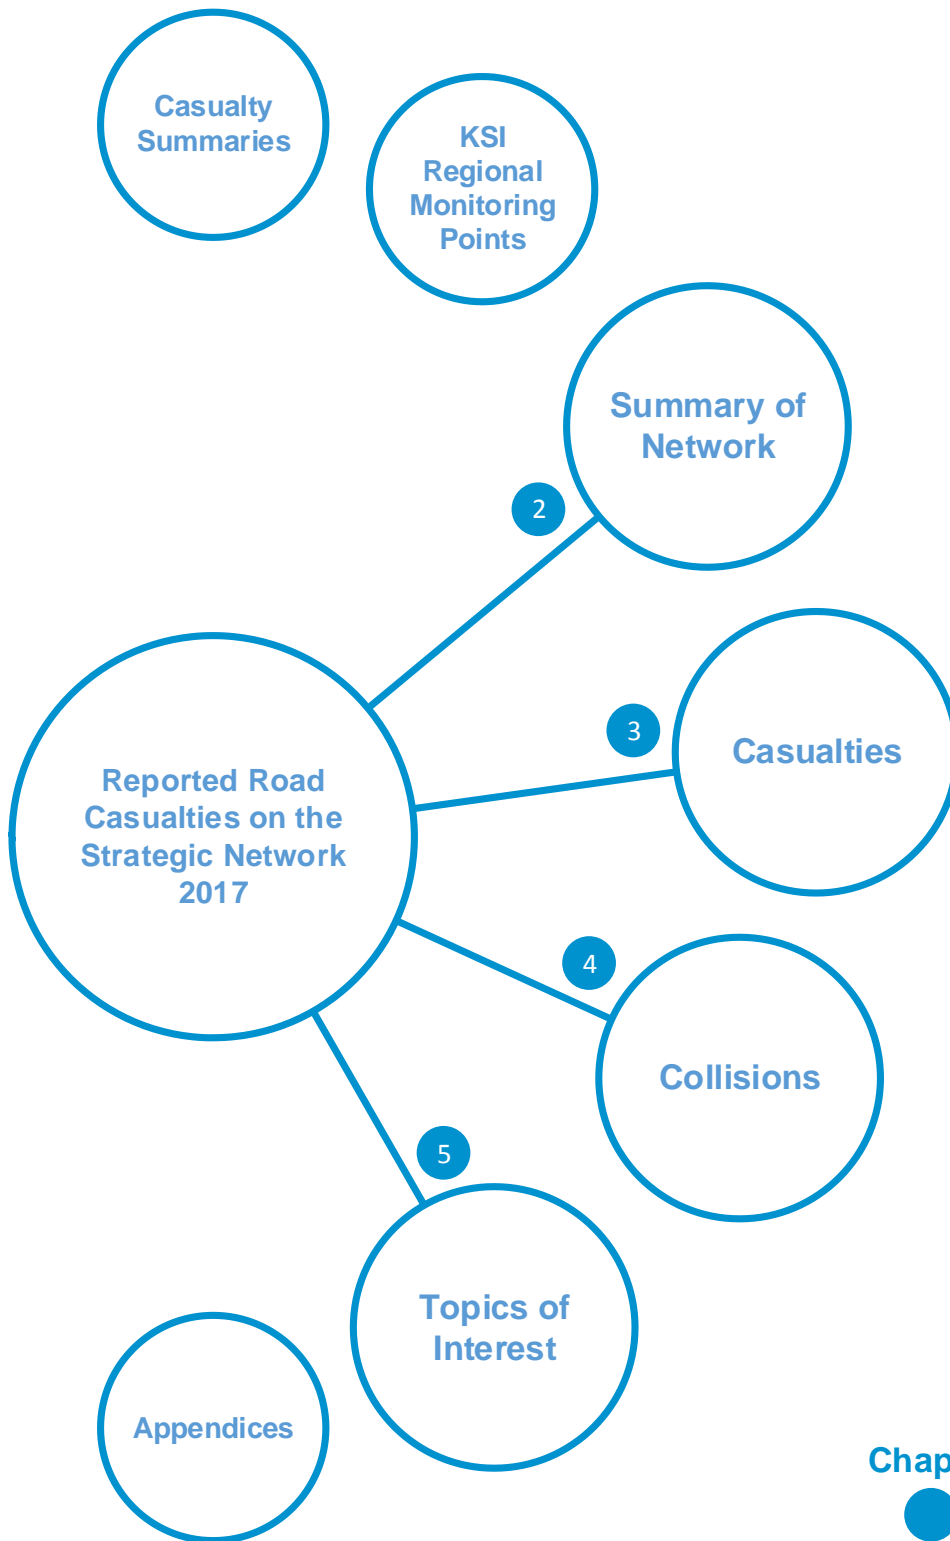 Casualty
Summaries
KSI
Regional
Monitoring
Points
Summary of
Network
2
3
Casualties
Reported Road
Casualties on the
Strategic Network
2017
4
Collisions
5
Topics of
Interest
Appendices
Chap